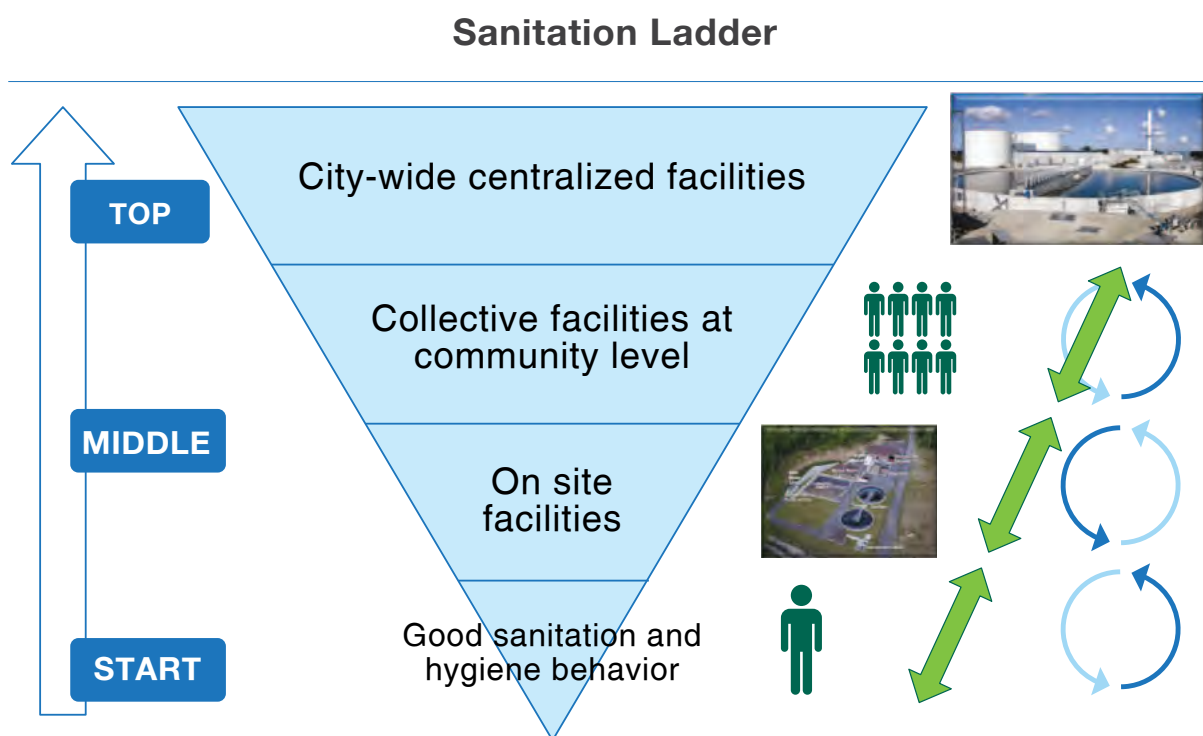 Sanitation Ladder
TOP
City-wide centralized facilities
Collective facilities at
community level
MIDDLE
On site
facilities
START
Good sanitation and
hygiene behavior